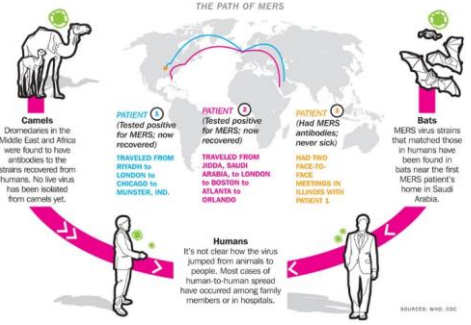 THE PATH OF MERS
PATIENT 1
(Tested positive
for MERS; now
recovered)
TRAVELED FROM
RIYADH to
LONDON to
CHICAGO to
MUNSTER, IND.
PATIENT 2
(Tested positive
for MERS; now
recovered)
TRAVELED FROM
JIDDA, SAUDI
ARABIA, to LONDON
to BOSTON to
ATLANTA to
ORLANDO
PATIENT 3
(Had MERS
antibodies;
never sick)
HAD TWO
FACE-TO-
FACE
MEETINGS IN
ILLINOIS WITH
PATIENT 1
Camels
Dromedaries in the
Middle East and Africa
were found to have
antibodies to the
strains recovered from
humans. No live virus
has been isolated
from camels yet.
Bats
MERS virus strains
that matched those
in humans have
been found in
bats near the first
MERS patient's
home in Saudi
Arabia.
Humans
It's not clear how the virus
jumped from animals to
people. Most cases of
human-to-human spread
have occurred among family
members or in hospitals.
SOURCES: WHO; CDC